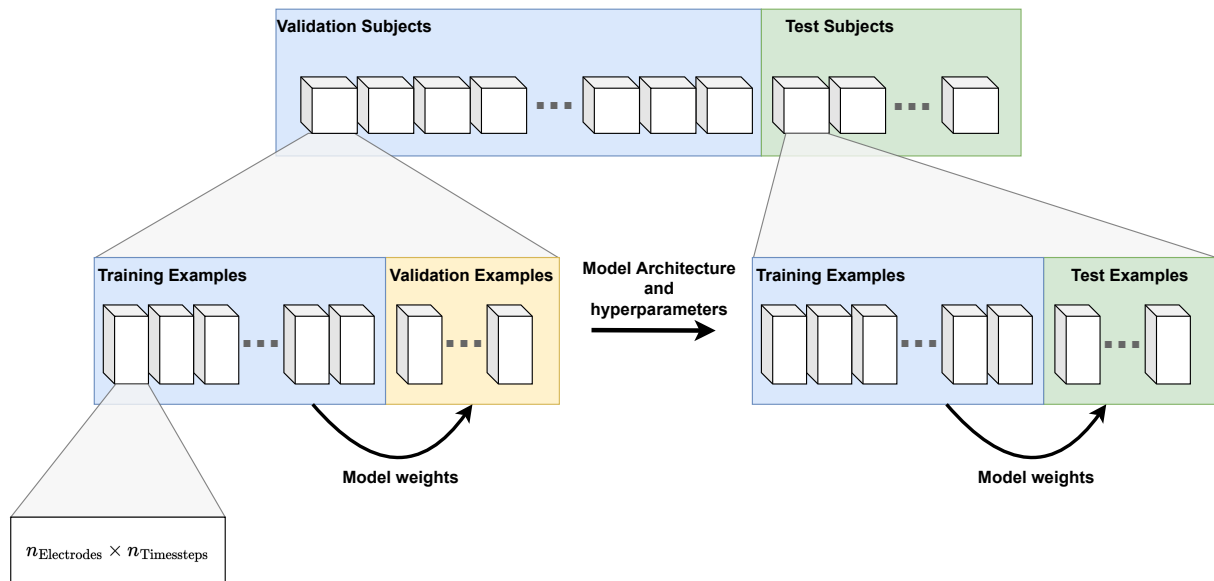 Validation Subjects
Test Subjects
Training Examples
Validation Examples
Model Architecture
and
hyperparameters
Training Examples
Test Examples
Model weights
Model weights
n_Electrodes × n_Timessteps